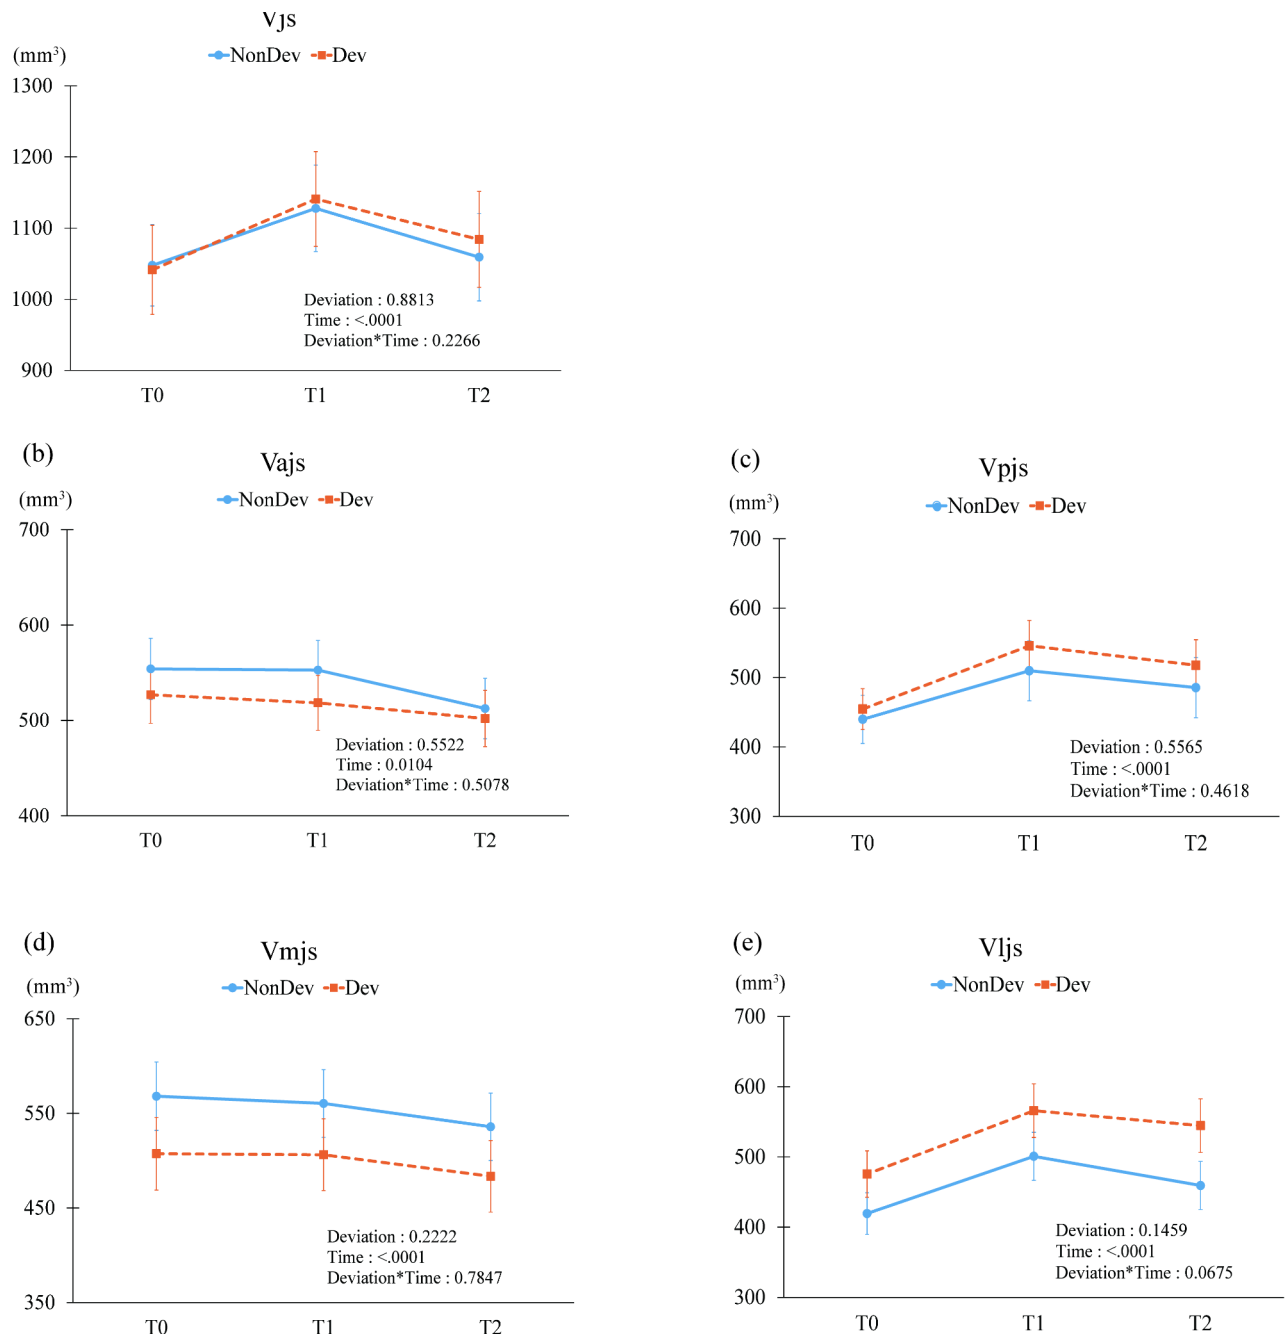 Vjs
(mm³)
NonDev Dev
1300
1200
1100
1000
900
Deviation : 0.8813
Time : <.0001
Deviation*Time : 0.2266
T0 T1 T2
(b)
Vajs
(mm³)
NonDev Dev
700
600
500
400
Deviation : 0.5522
Time : 0.0104
Deviation*Time : 0.5078
T0 T1 T2
(c)
Vpjs
(mm³)
NonDev Dev
700
600
500
400
300
Deviation : 0.5565
Time : <.0001
Deviation*Time : 0.4618
T0 T1 T2
(d)
Vmjs
(mm³)
NonDev Dev
650
550
450
350
Deviation : 0.2222
Time : <.0001
Deviation*Time : 0.7847
T0 T1 T2
(e)
Vljs
(mm³)
NonDev Dev
700
600
500
400
300
Deviation : 0.1459
Time : <.0001
Deviation*Time : 0.0675
T0 T1 T2